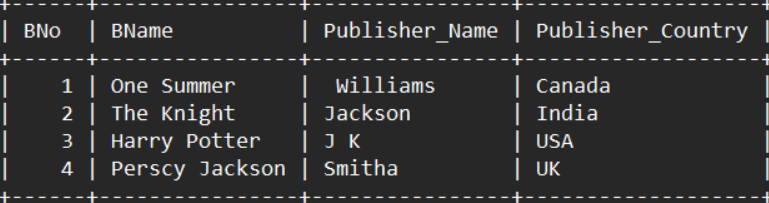 | BNo | BName | Publisher_Name | Publisher_Country |
| 1 | One Summer | Williams | Canada |
| 2 | The Knight | Jackson | India |
| 3 | Harry Potter | J K | USA |
| 4 | Perscy Jackson | Smitha | UK |